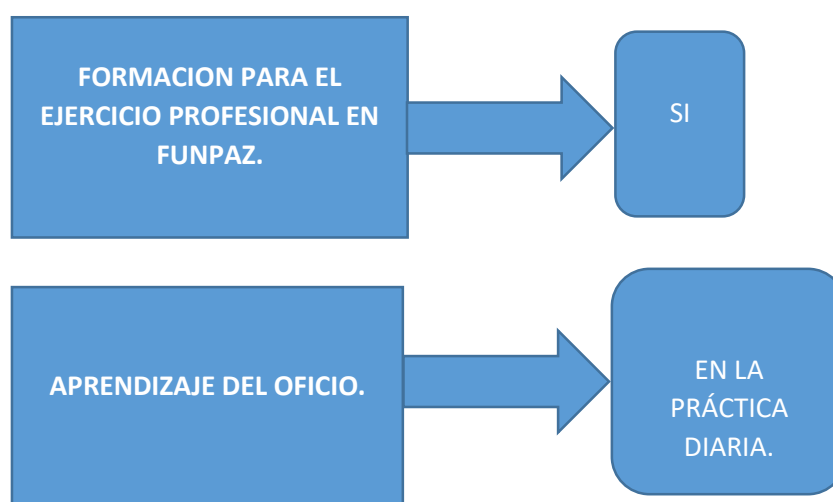 FORMACION PARA EL
EJERCICIO PROFESIONAL EN
FUNPAZ.
SI
APRENDIZAJE DEL OFICIO.
EN LA
PRÁCTICA
DIARIA.